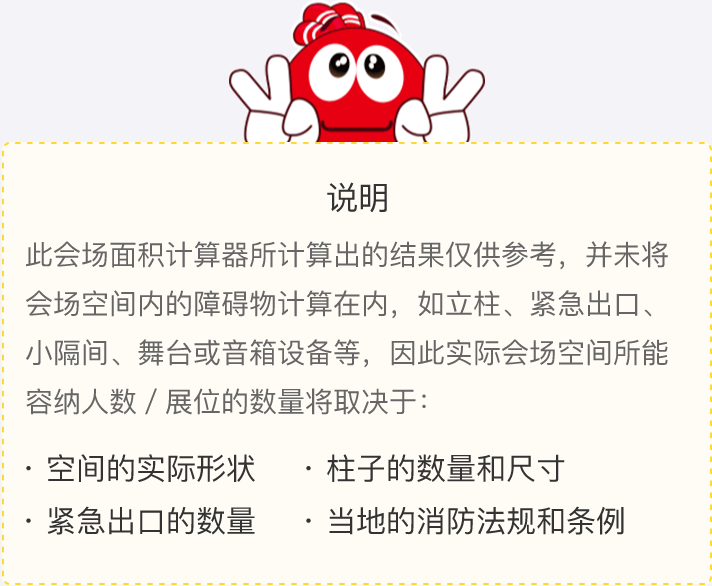 说明
此会场面积计算器所计算出的结果仅供参考，并未将
会场空间内的障碍物计算在内，如立柱、紧急出口、
小隔间、舞台或音箱设备等，因此实际会场空间所能
容纳人数 / 展位的数量将取决于：
· 空间的实际形状 · 柱子的数量和尺寸
· 紧急出口的数量 · 当地的消防法规和条例